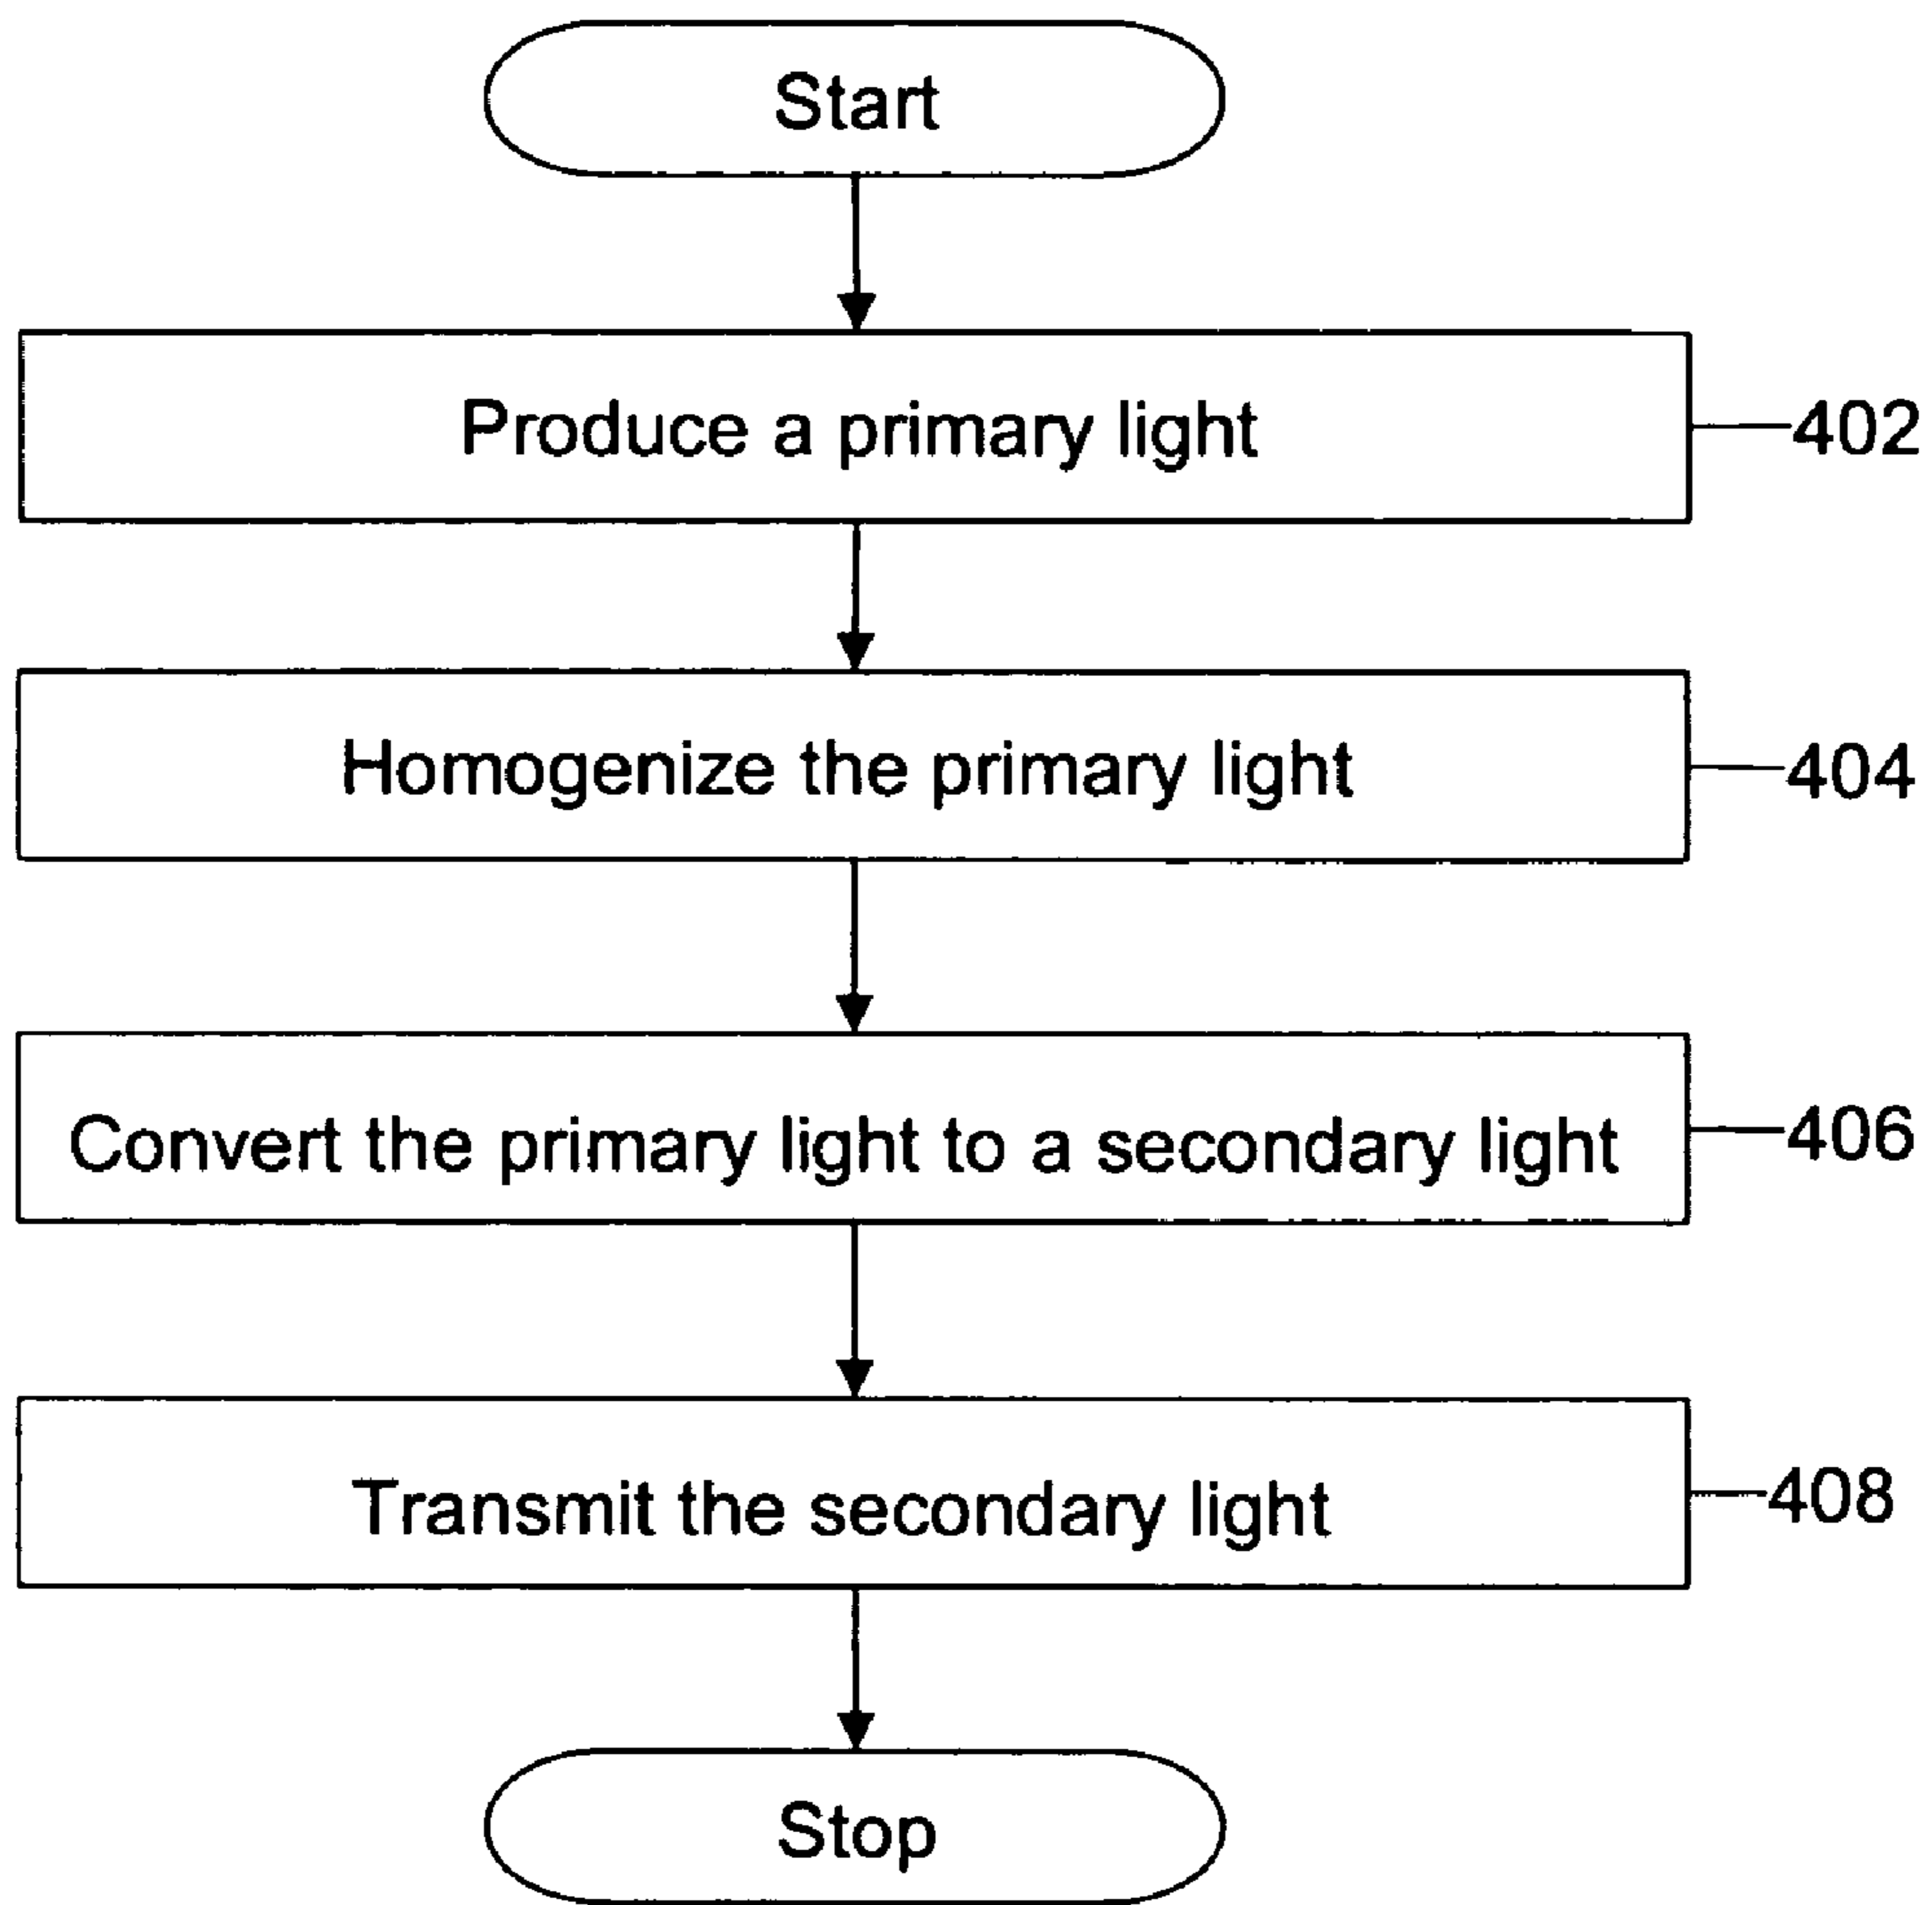 Start
Produce a primary light
402
Homogenize the primary light
404
Convert the primary light to a secondary light
406
Transmit the secondary light
408
Stop